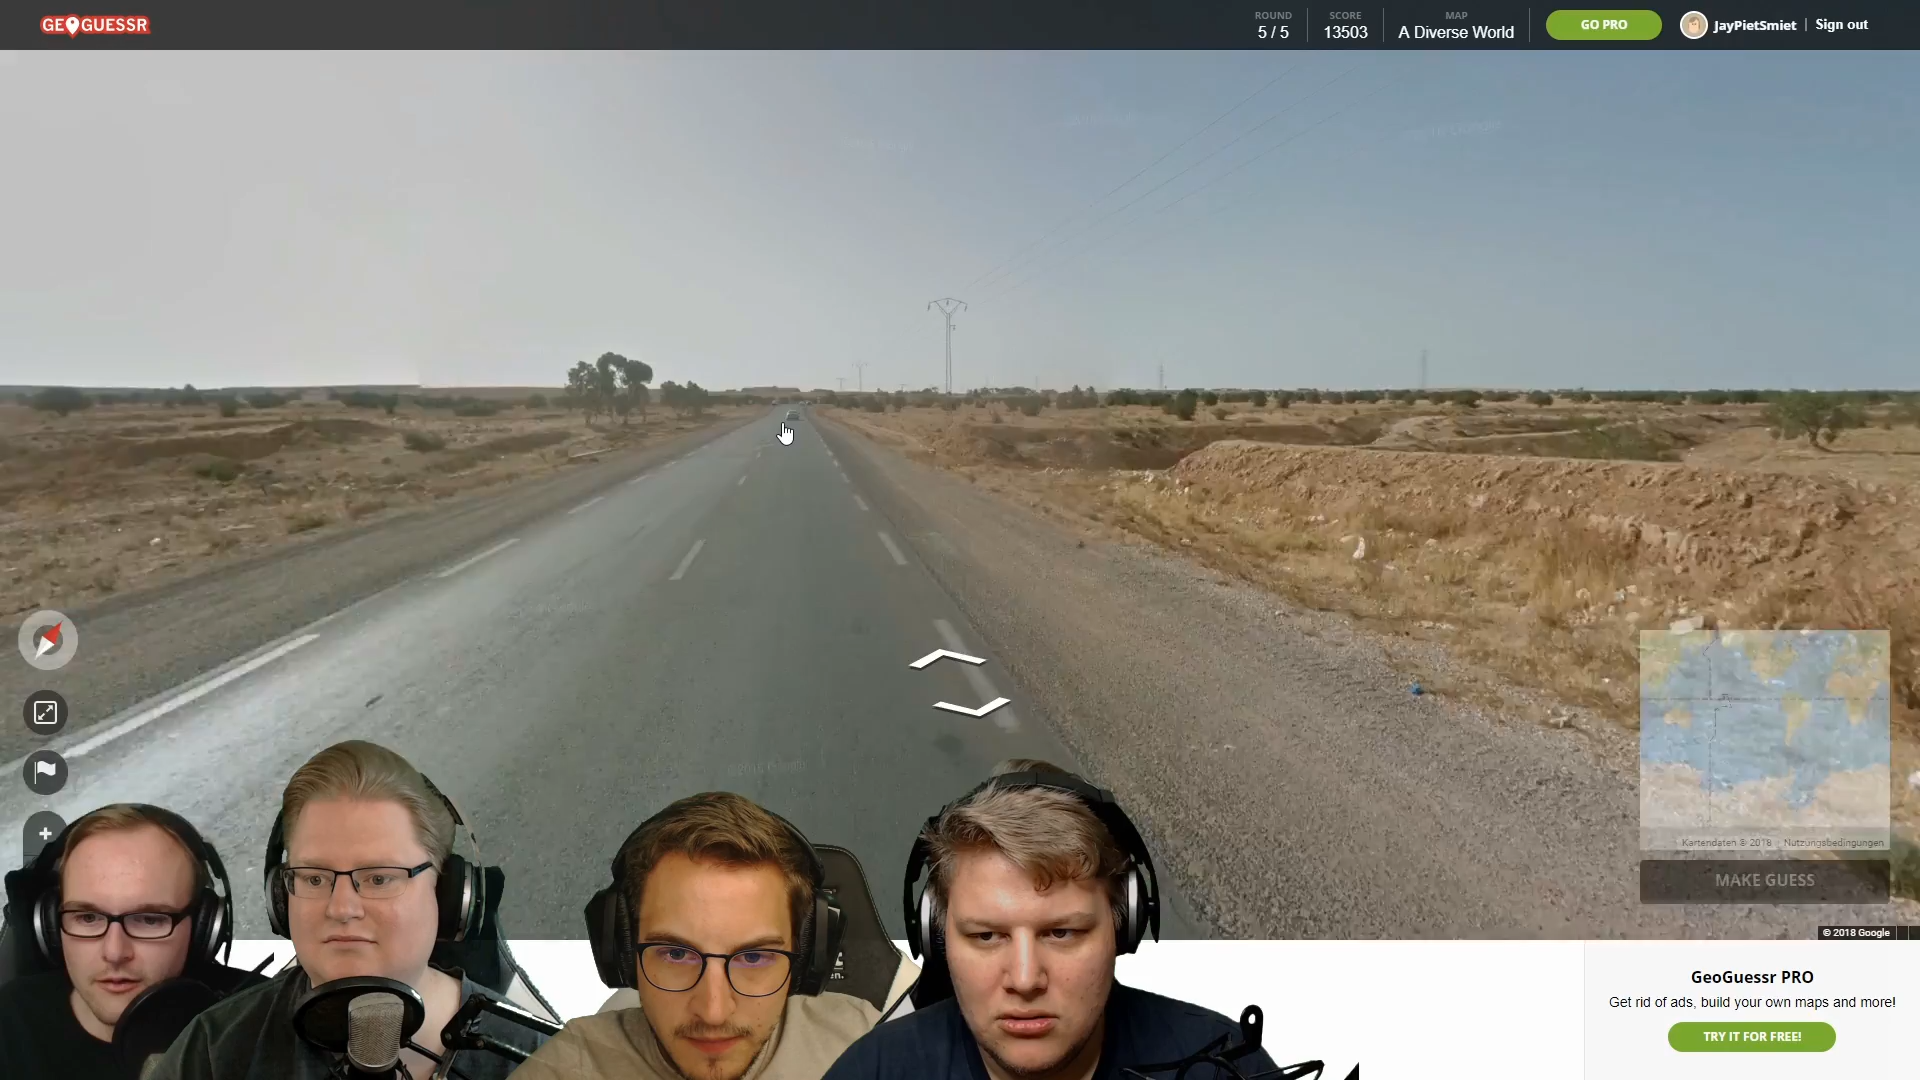 GEOGUESSR
ROUND
5 / 5
SCORE
13503
MAP
A Diverse World
GO PRO
JayPietSmiet
Sign out
Kartendaten © 2018
Nutzungsbedingungen
MAKE GUESS
© 2018 Google
GeoGuessr PRO
Get rid of ads, build your own maps and more!
TRY IT FOR FREE!